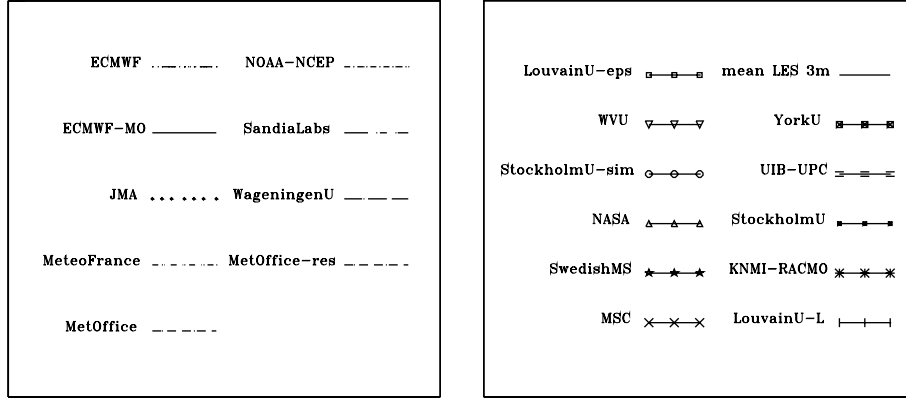 ECMWF NOAA-NCEP
ECMWF-MO SandiaLabs
JMA WageningenU
MeteoFrance MetOffice-res
MetOffice
LouvainU-eps mean LES 3m
WVU YorkU
StockholmU-sim UIB-UPC
NASA StockholmU
SwedishMS KNMI-RACMO
MSC LouvainU-L